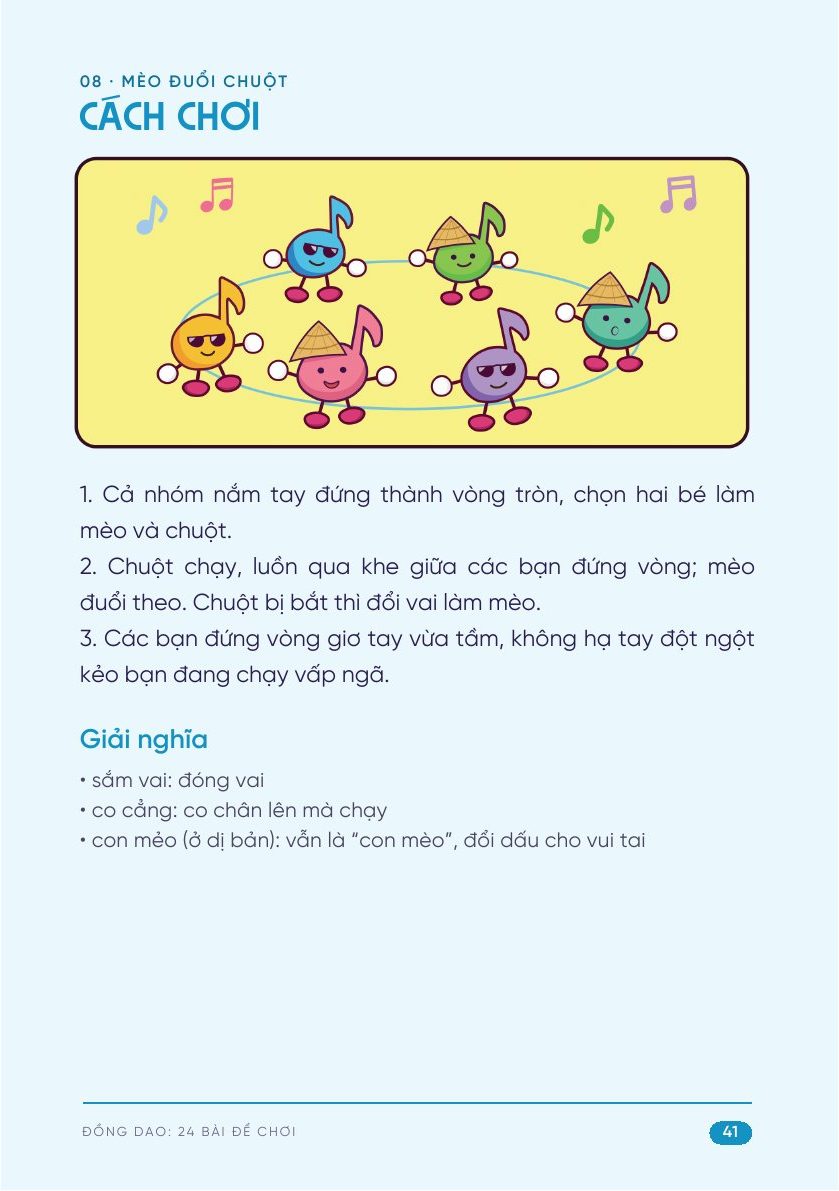 08 · MÈO ĐUỔI CHUỘT
CÁCH CHƠI
1. Cả nhóm nắm tay đứng thành vòng tròn, chọn hai bé làm
mèo và chuột.
2. Chuột chạy, luồn qua khe giữa các bạn đứng vòng; mèo
đuổi theo. Chuột bị bắt thì đổi vai làm mèo.
3. Các bạn đứng vòng giơ tay vừa tầm, không hạ tay đột ngột
kẻo bạn đang chạy vấp ngã.
Giải nghĩa
• sắm vai: đóng vai
• co cẳng: co chân lên mà chạy
• con mẻo (ở dị bản): vẫn là “con mèo”, đổi dấu cho vui tai
ĐỒNG DAO: 24 BÀI ĐỂ CHƠI
41